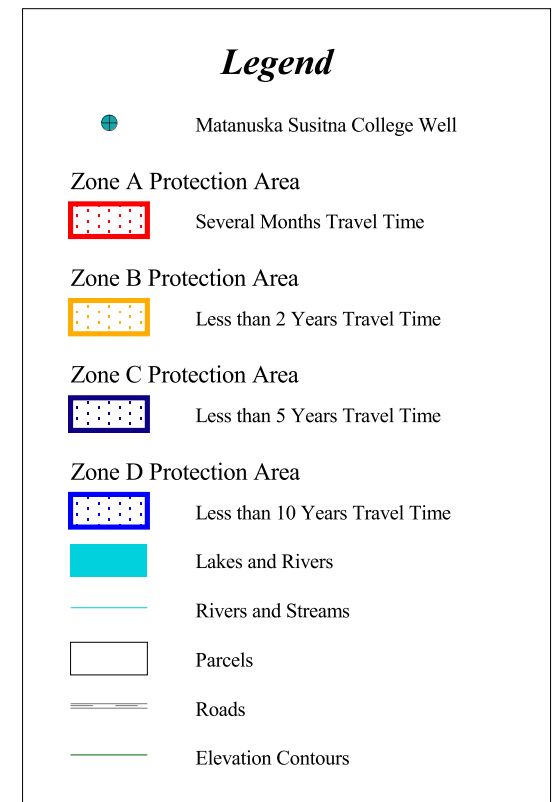 Legend
Matanuska Susitna College Well
Zone A Protection Area
Several Months Travel Time
Zone B Protection Area
Less than 2 Years Travel Time
Zone C Protection Area
Less than 5 Years Travel Time
Zone D Protection Area
Less than 10 Years Travel Time
Lakes and Rivers
Rivers and Streams
Parcels
Roads
Elevation Contours